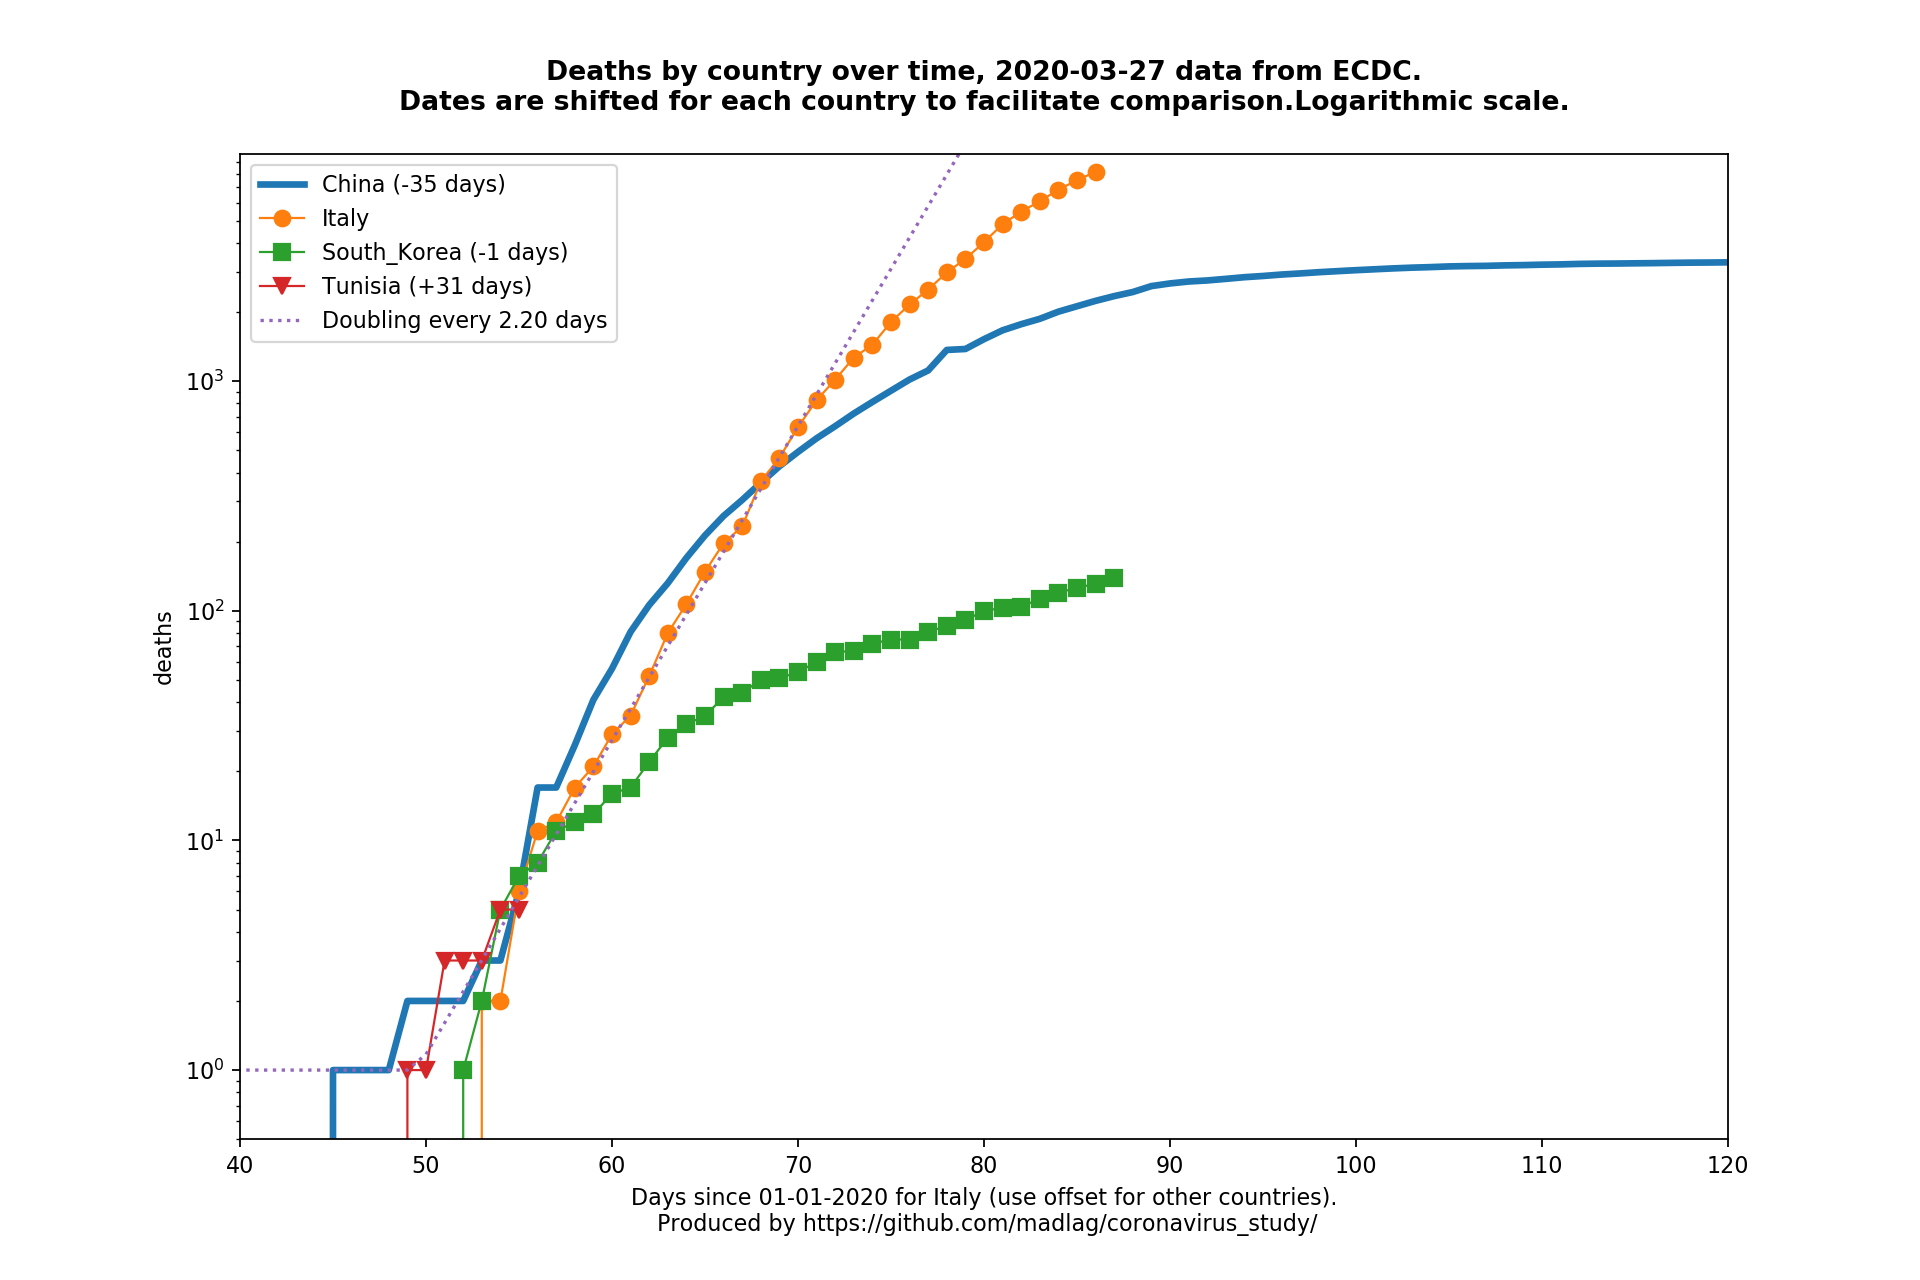 Deaths by country over time, 2020-03-27 data from ECDC.
Dates are shifted for each country to facilitate comparison.Logarithmic scale.
China (-35 days)
Italy
South_Korea (-1 days)
Tunisia (+31 days)
Doubling every 2.20 days
10³
10²
10¹
10⁰
deaths
40 50 60 70 80 90 100 110 120
Days since 01-01-2020 for Italy (use offset for other countries).
Produced by https://github.com/madlag/coronavirus_study/